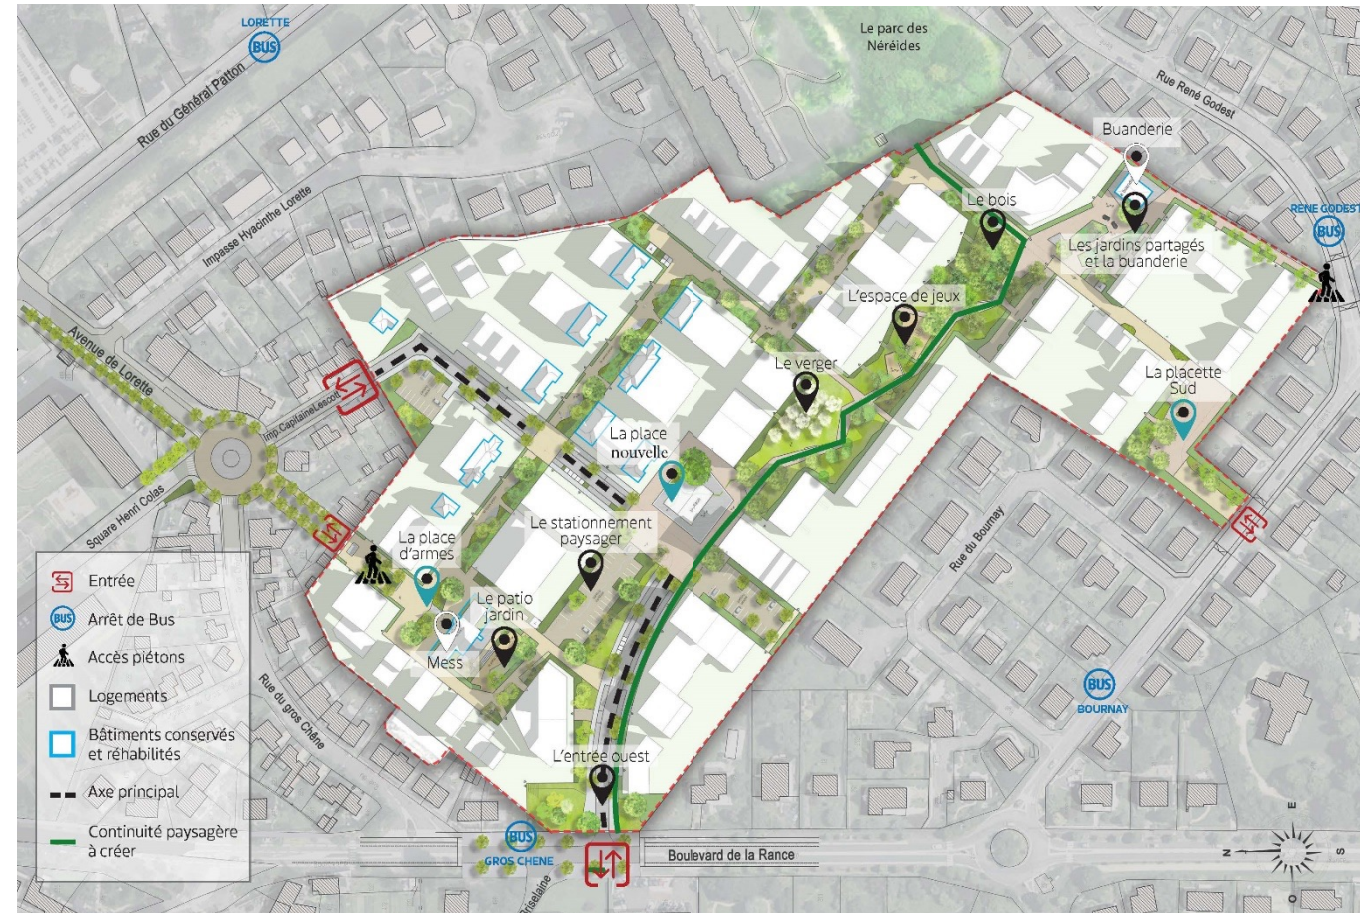 LORETTE
BUS
Rue du Général Patton
Le parc des
Néréides
Rue René Godest
Buanderie
Impasse Hyacinthe Lorette
Le bois
RENE GODEST
BUS
Les jardins partagés
et la buanderie
L'espace de jeux
Avenue de Lorette
Le verger
La placette
Sud
Imp.Capitaine Lescott
La place
nouvelle
Square Henri Colas
Le stationnement
paysager
La place
d'armes
Rue du Bournay
Le patio
jardin
Mess
BUS
BOURNAY
Rue du gros Chêne
L'entrée ouest
BUS
GROS CHENE
Boulevard de la Rance
Griselaine
Entrée
BUS
Arrêt de Bus
Accès piétons
Logements
Bâtiments conservés
et réhabilités
Axe principal
Continuité paysagère
à créer
E
N
S
O